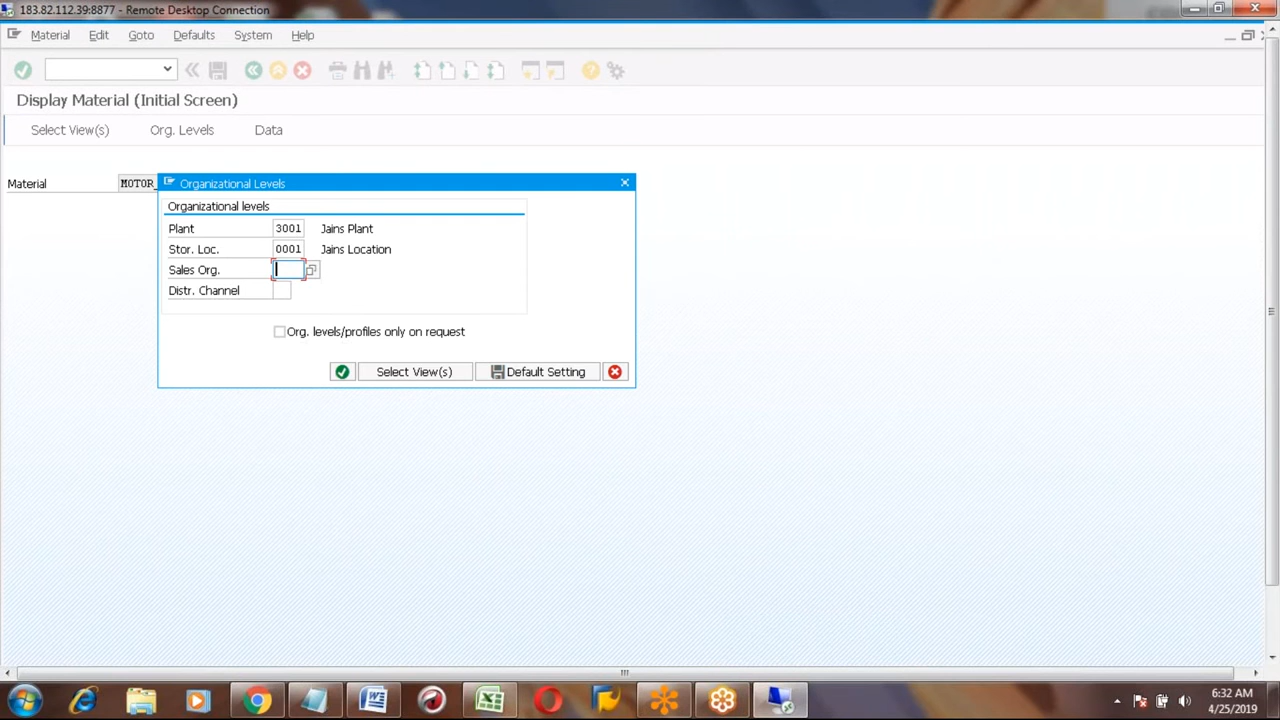 183.82.112.39:8877 - Remote Desktop Connection
Material Edit Goto Defaults System Help
Display Material (Initial Screen)
Select View(s) Org. Levels Data
Material MOTOR_
Organizational Levels
Organizational levels
Plant 3001 Jains Plant
Stor. Loc. 0001 Jains Location
Sales Org.
Distr. Channel
Org. levels/profiles only on request
Select View(s) Default Setting
6:32 AM
4/25/2019